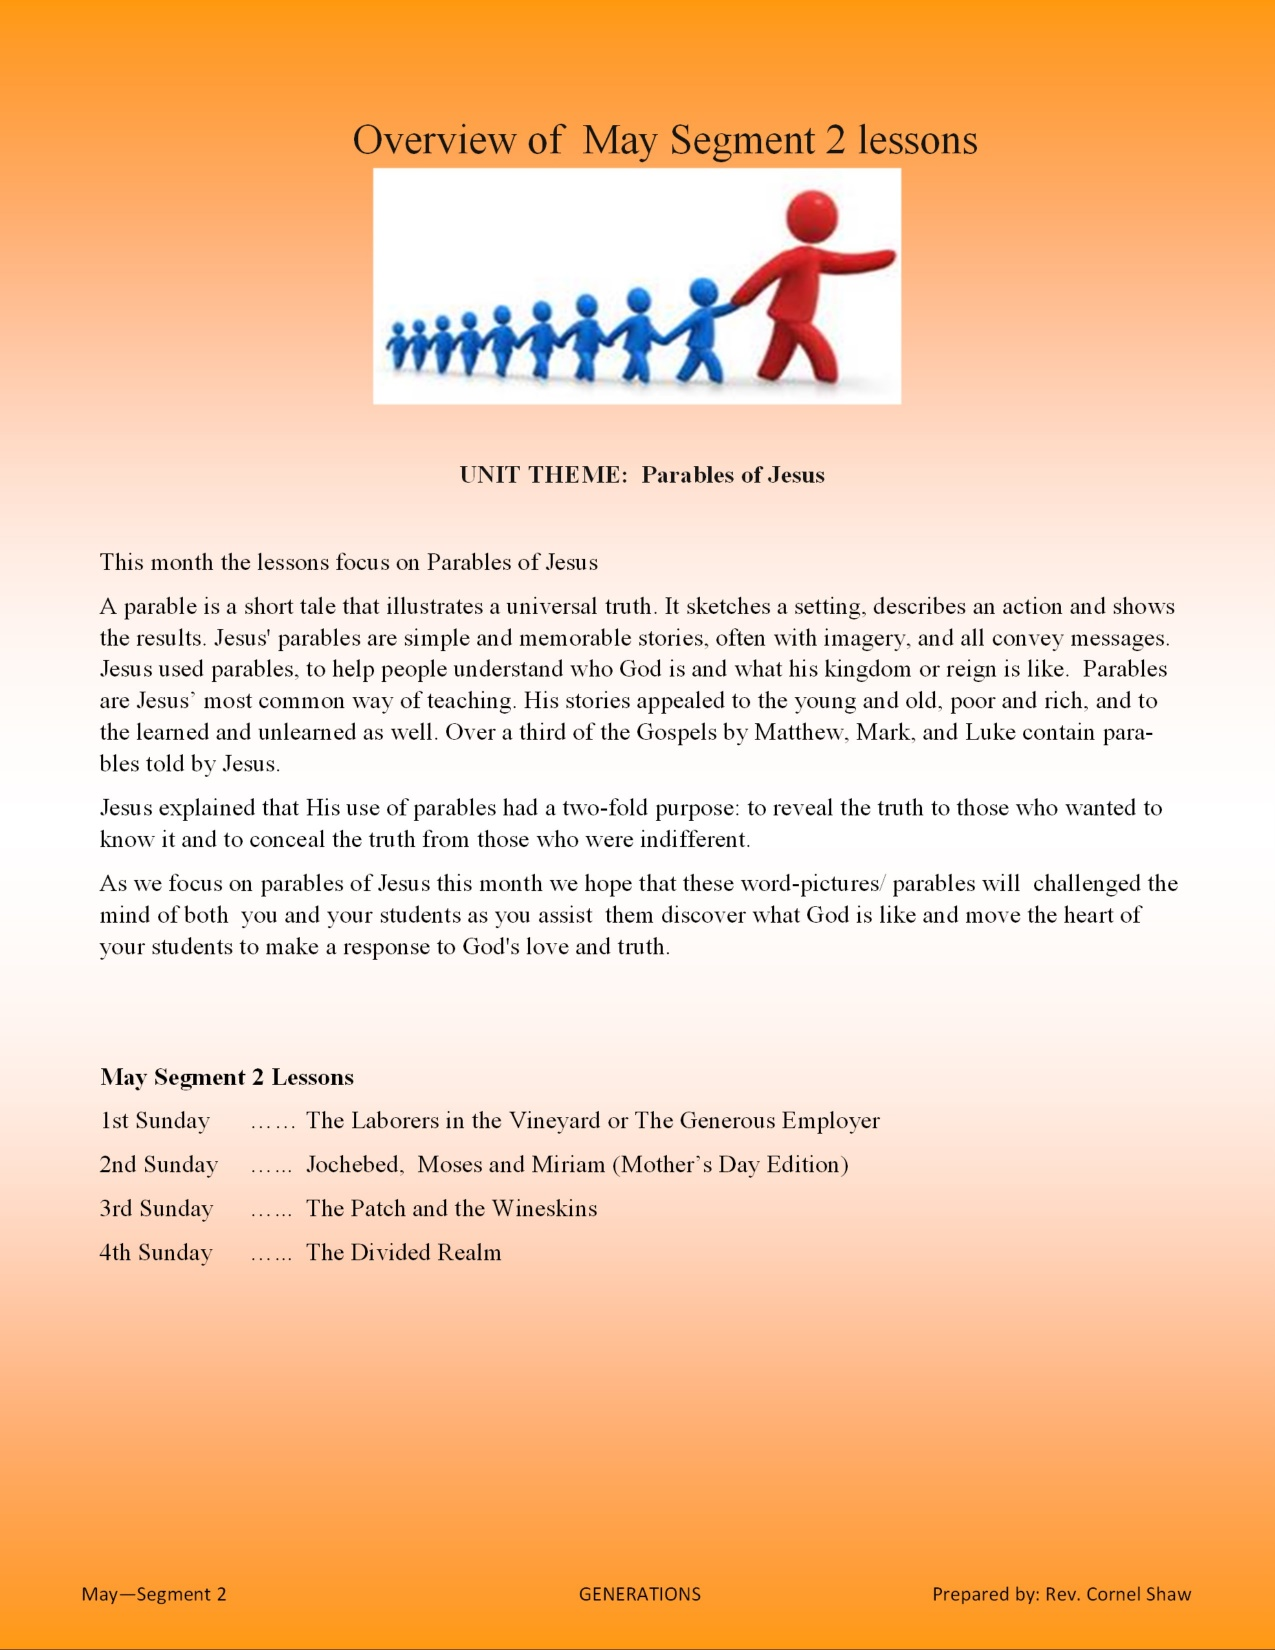 Overview of  May Segment 2 lessons
UNIT THEME:  Parables of Jesus
This month the lessons focus on Parables of Jesus
A parable is a short tale that illustrates a universal truth. It sketches a setting, describes an action and shows
the results. Jesus' parables are simple and memorable stories, often with imagery, and all convey messages.
Jesus used parables, to help people understand who God is and what his kingdom or reign is like.  Parables
are Jesus’ most common way of teaching. His stories appealed to the young and old, poor and rich, and to
the learned and unlearned as well. Over a third of the Gospels by Matthew, Mark, and Luke contain para-
bles told by Jesus.
Jesus explained that His use of parables had a two-fold purpose: to reveal the truth to those who wanted to
know it and to conceal the truth from those who were indifferent.
As we focus on parables of Jesus this month we hope that these word-pictures/ parables will  challenged the
mind of both  you and your students as you assist  them discover what God is like and move the heart of
your students to make a response to God's love and truth.
May Segment 2 Lessons
1st Sunday …… The Laborers in the Vineyard or The Generous Employer
2nd Sunday …... Jochebed,  Moses and Miriam (Mother’s Day Edition)
3rd Sunday …... The Patch and the Wineskins
4th Sunday …... The Divided Realm
May—Segment 2 GENERATIONS Prepared by: Rev. Cornel Shaw